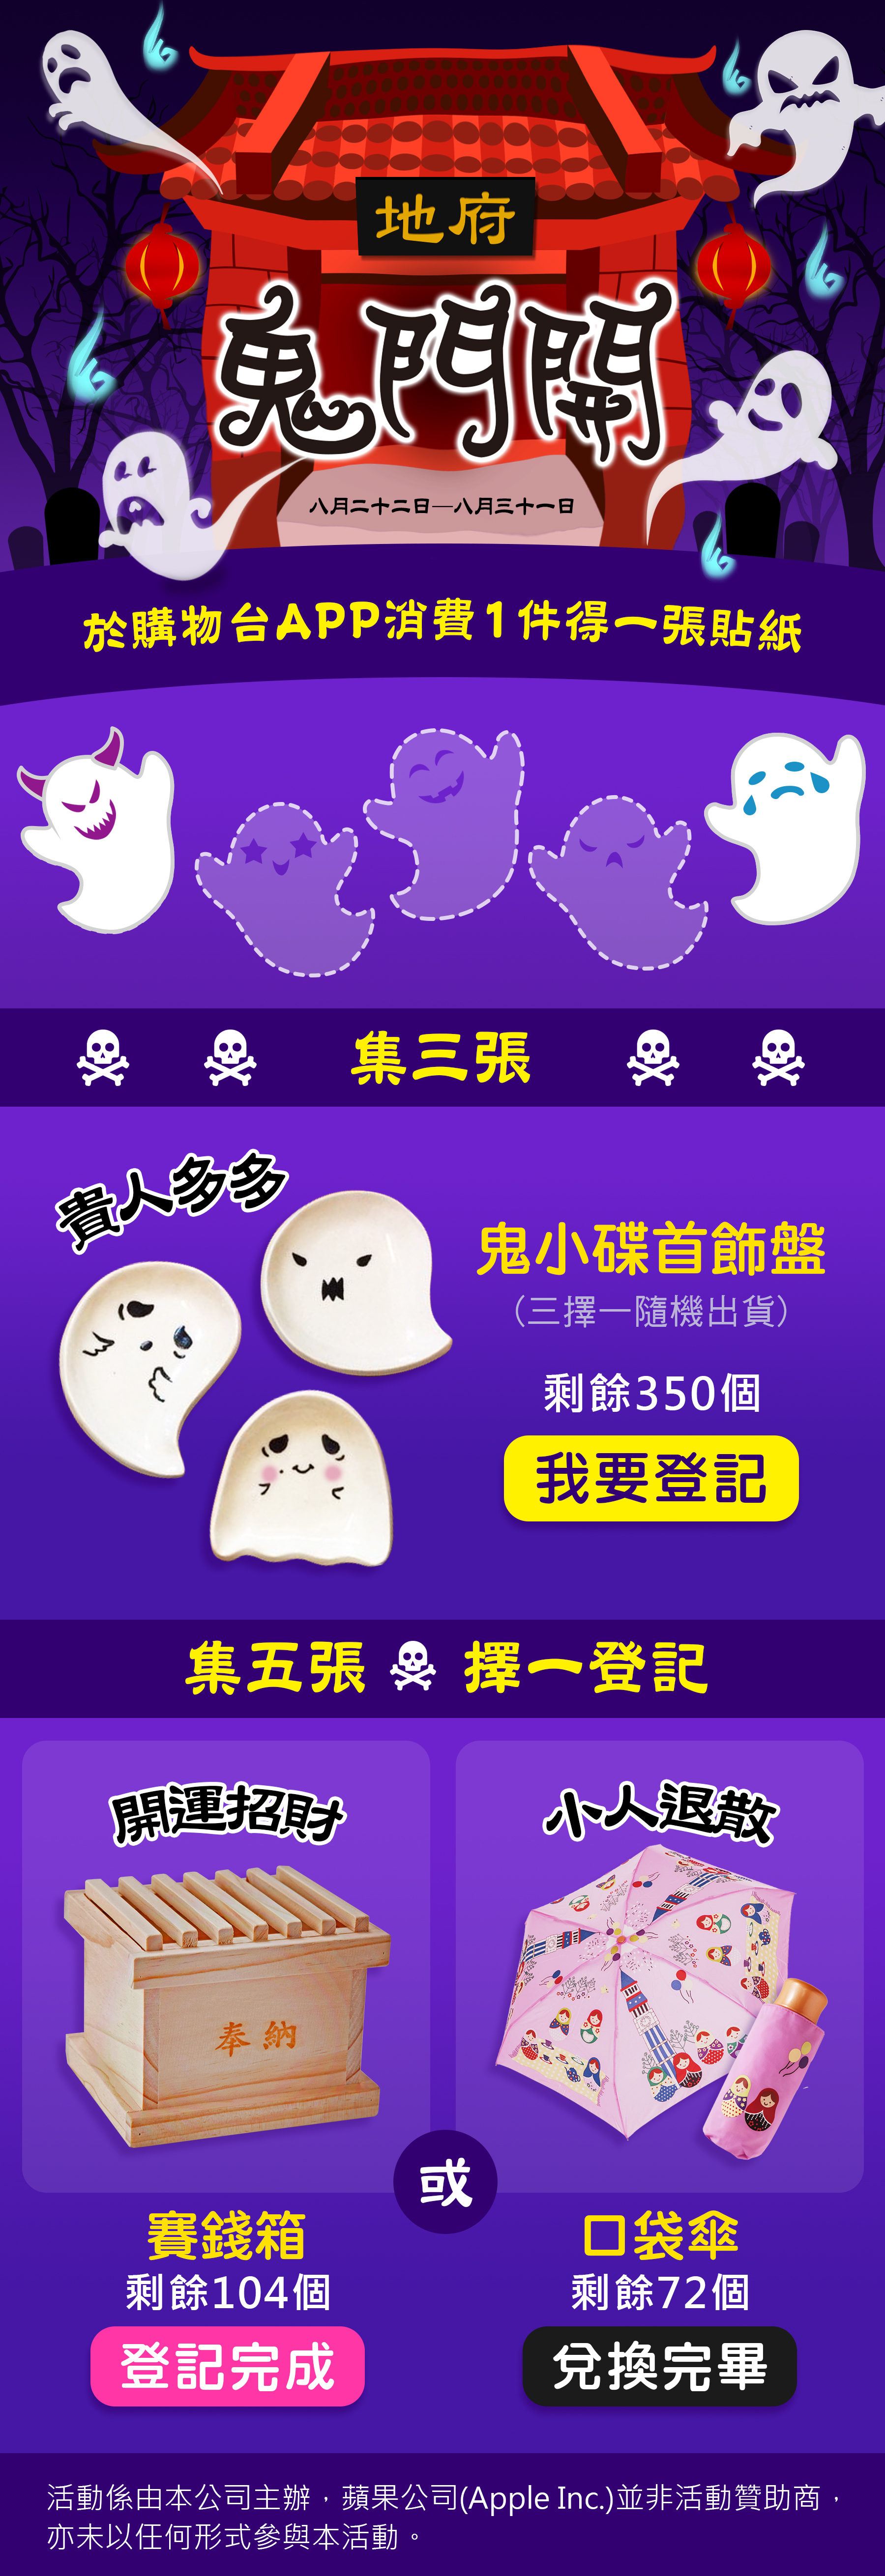 地府
鬼門開
八月二十二日—八月三十一日
於購物台APP消費1件得一張貼紙
集三張
貴人多多
鬼小碟首飾盤
（三擇一隨機出貨）
剩餘350個
我要登記
集五張 擇一登記
開運招財
小人退散
奉納
或
賽錢箱
口袋傘
剩餘104個
剩餘72個
登記完成
兌換完畢
活動係由本公司主辦，蘋果公司(Apple Inc.)並非活動贊助商，
亦未以任何形式參與本活動。